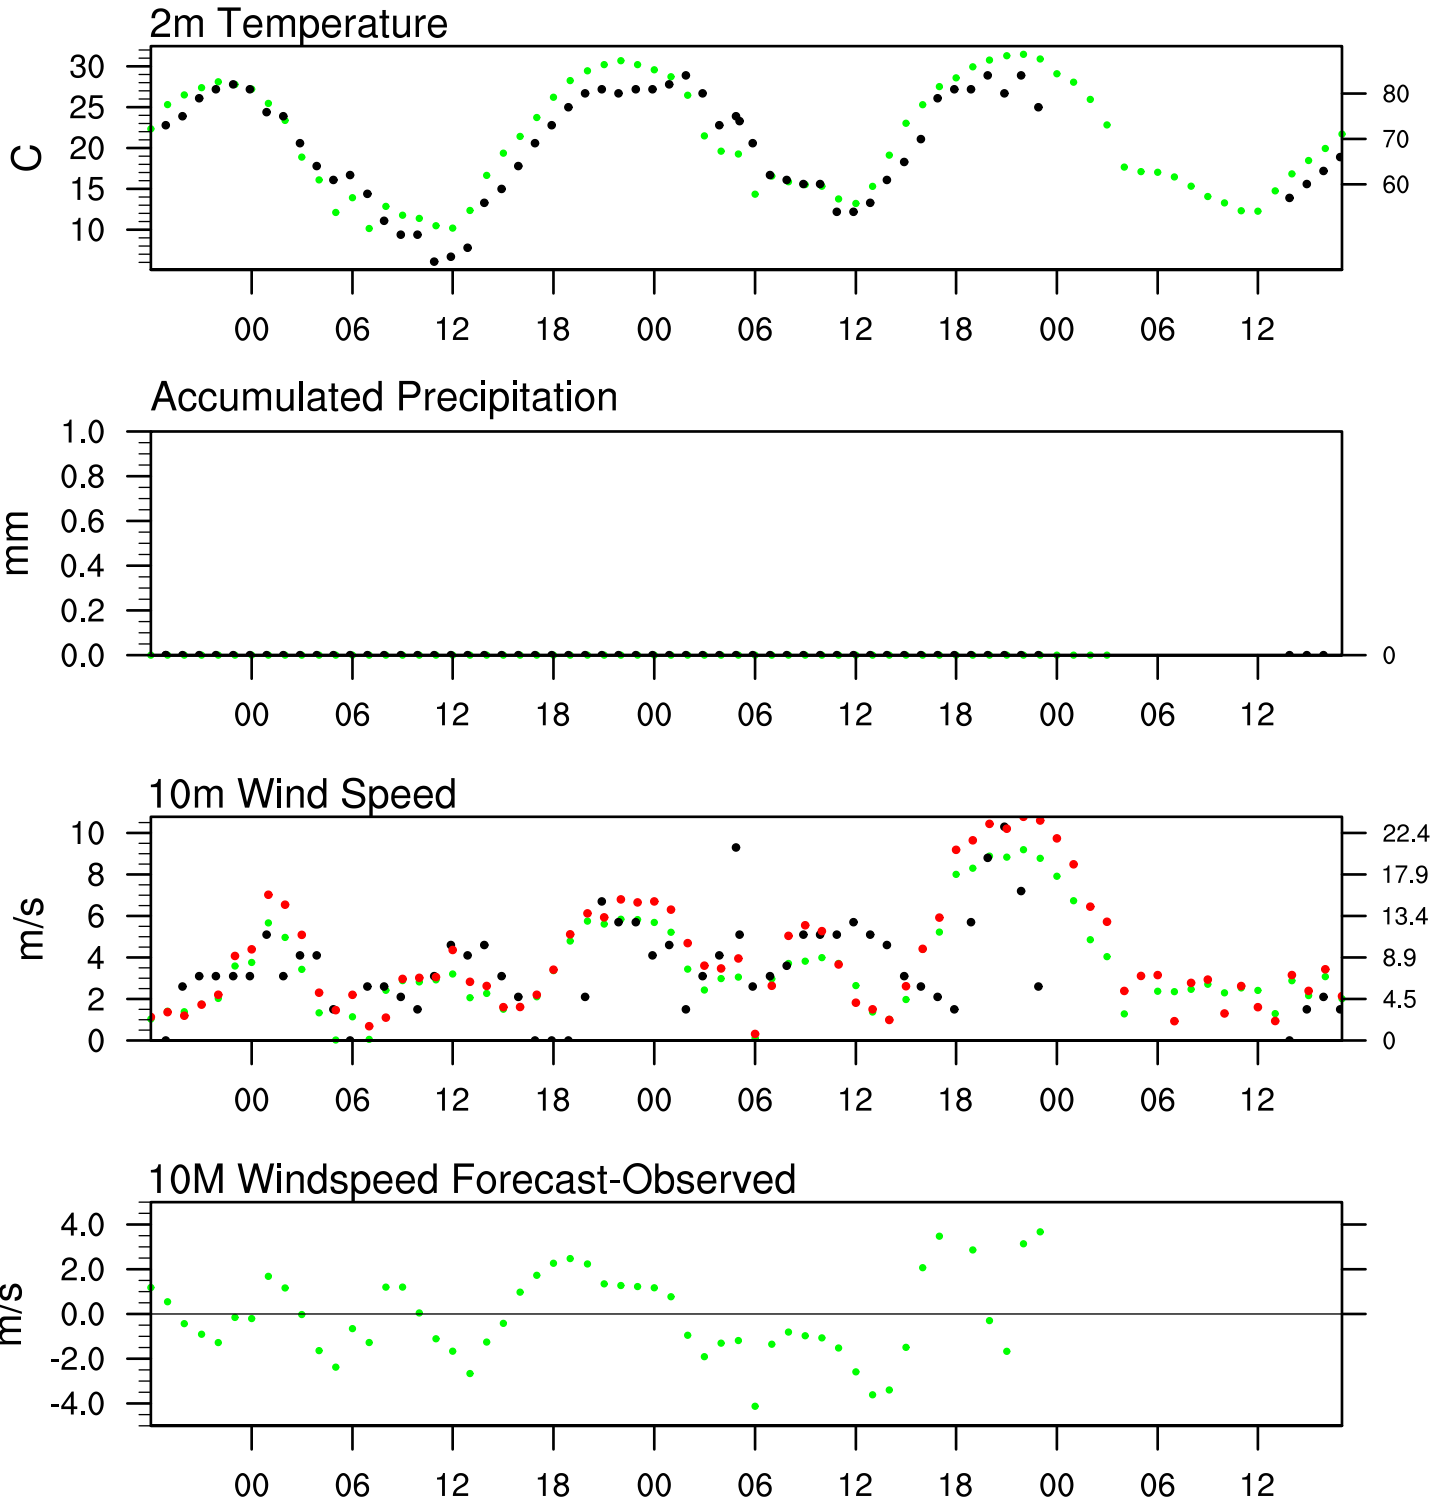 2m Temperature
30
25
20
15
10
C
80
70
60
00 06 12 18 00 06 12 18 00 06 12
Accumulated Precipitation
1.0
0.8
0.6
0.4
0.2
0.0
mm
0
00 06 12 18 00 06 12 18 00 06 12
10m Wind Speed
10
8
6
4
2
0
m/s
22.4
17.9
13.4
8.9
4.5
0
00 06 12 18 00 06 12 18 00 06 12
10M Windspeed Forecast-Observed
4.0
2.0
0.0
-2.0
-4.0
m/s
00 06 12 18 00 06 12 18 00 06 12